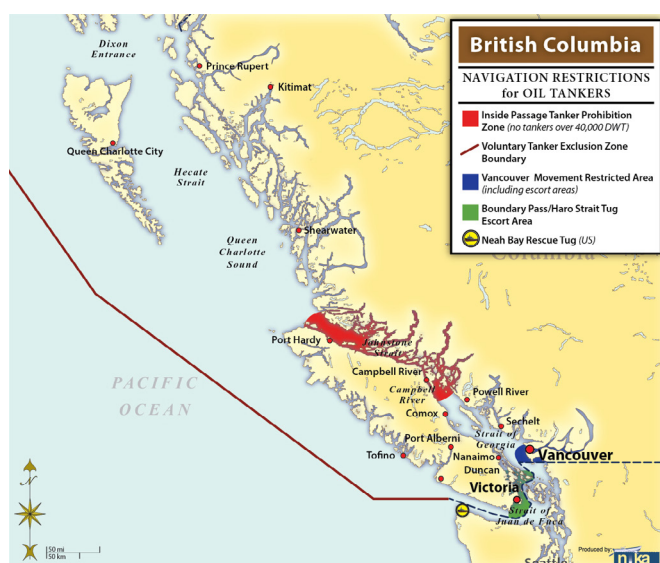 Dixon
Entrance
Prince Rupert
Kitimat
Queen Charlotte City
Hecate
Strait
Shearwater
Queen
Charlotte
Sound
British Columbia
NAVIGATION RESTRICTIONS
for OIL TANKERS
Inside Passage Tanker Prohibition
Zone (no tankers over 40,000 DWT)
Voluntary Tanker Exclusion Zone
Boundary
Vancouver Movement Restricted Area
(including escort areas)
Boundary Pass/Haro Strait Tug
Escort Area
Neah Bay Rescue Tug (US)
Columbia
Port Hardy
Johnstone
Strait
Campbell River
Campbell
River
Powell River
Comox
Sechelt
PACIFIC
OCEAN
Port Alberni
Strait of
Georgia
Tofino
Nanaimo
Vancouver
Duncan
Victoria
Strait of
Juan de Fuca
N
50 mi
50 km
Seattle
Produced by: